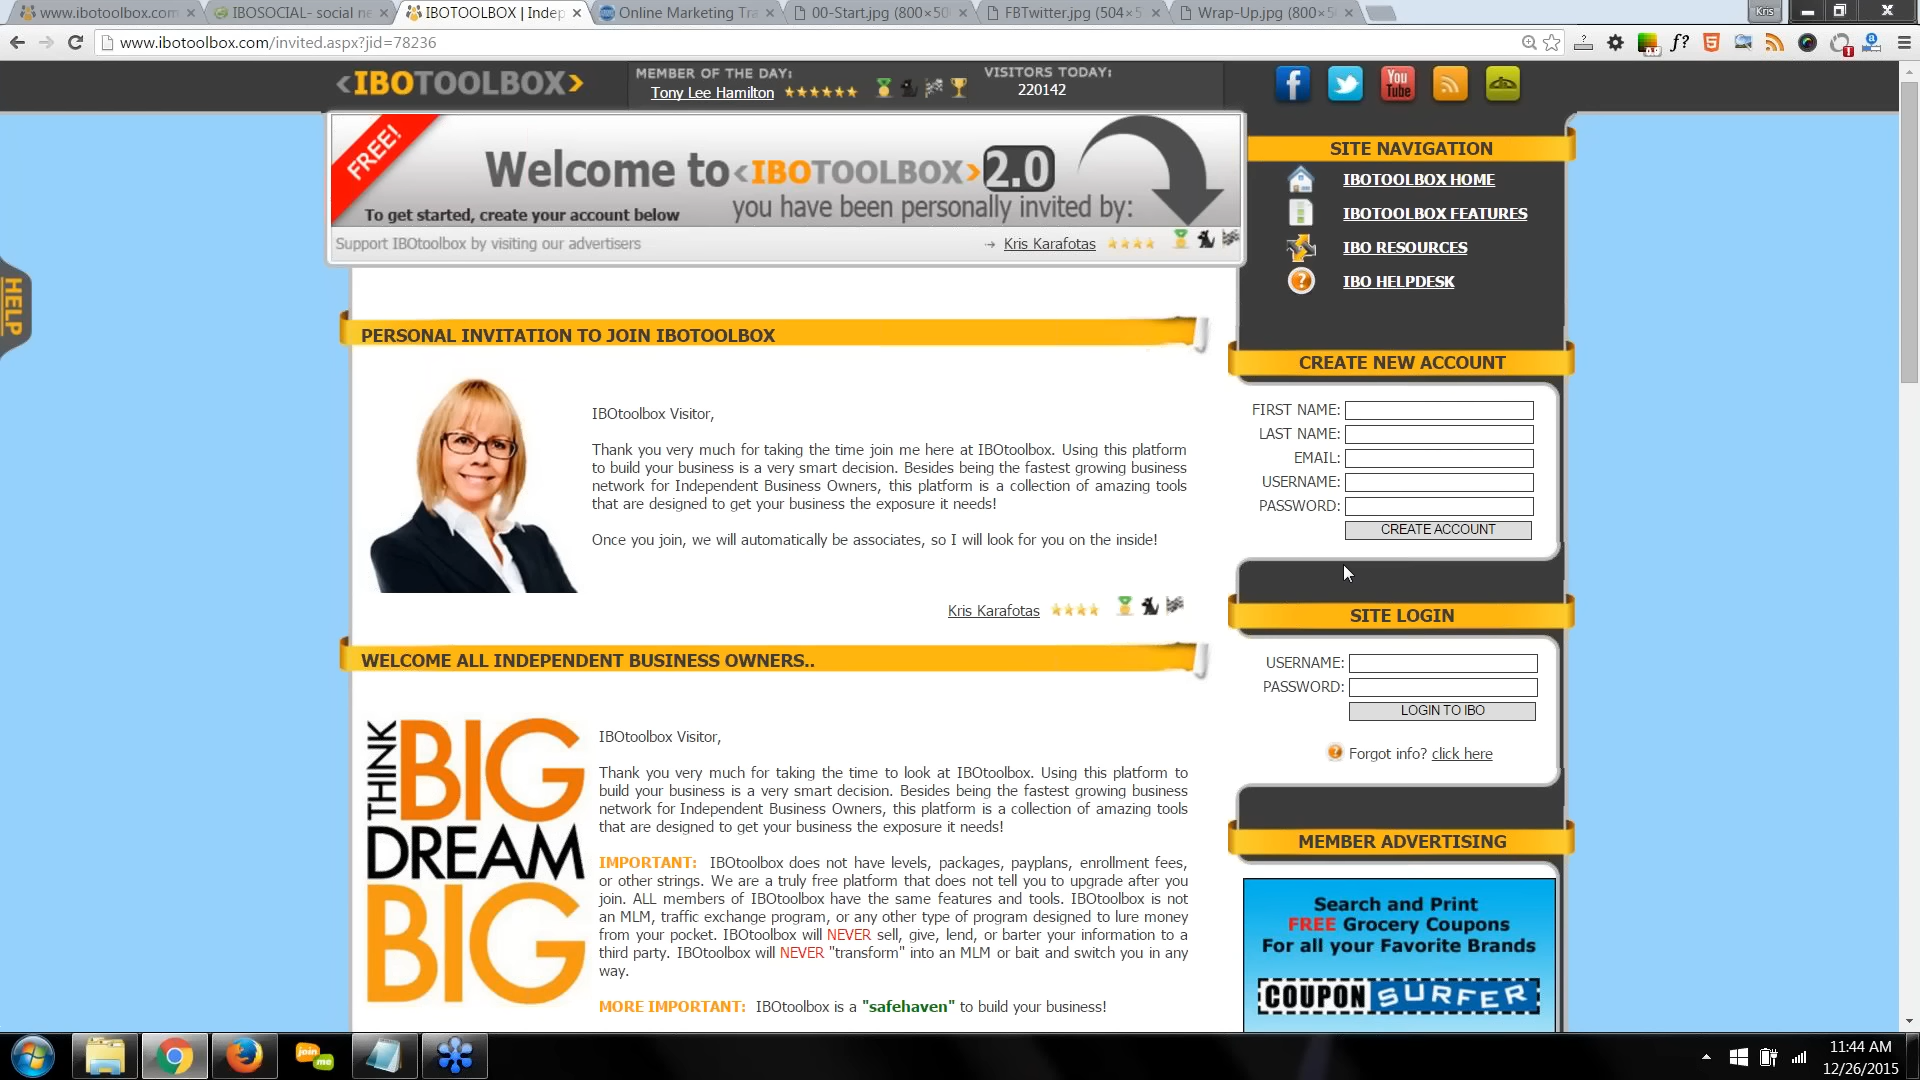 www.ibotoolbox.com
IBOSOCIAL- social ne
IBOTOOLBOX | Indep
Online Marketing Tra
00-Start.jpg (800×50
FBTwitter.jpg (504×5
Wrap-Up.jpg (800×5
Kris
www.ibotoolbox.com/invited.aspx?jid=78236
<IBOTOOLBOX>
MEMBER OF THE DAY:
Tony Lee Hamilton
VISITORS TODAY:
220142
You
Tube
FREE!
Welcome to <IBOTOOLBOX> 2.0
To get started, create your account below
you have been personally invited by:
Support IBOtoolbox by visiting our advertisers
Kris Karafotas
HELP
SITE NAVIGATION
IBOTOOLBOX HOME
IBOTOOLBOX FEATURES
IBO RESOURCES
IBO HELPDESK
PERSONAL INVITATION TO JOIN IBOTOOLBOX
IBOtoolbox Visitor,
Thank you very much for taking the time join me here at IBOtoolbox. Using this platform
to build your business is a very smart decision. Besides being the fastest growing business
network for Independent Business Owners, this platform is a collection of amazing tools
that are designed to get your business the exposure it needs!
Once you join, we will automatically be associates, so I will look for you on the inside!
Kris Karafotas
CREATE NEW ACCOUNT
FIRST NAME:
LAST NAME:
EMAIL:
USERNAME:
PASSWORD:
CREATE ACCOUNT
SITE LOGIN
USERNAME:
PASSWORD:
LOGIN TO IBO
Forgot info? click here
WELCOME ALL INDEPENDENT BUSINESS OWNERS..
THINK
BIG
DREAM
BIG
IBOtoolbox Visitor,
Thank you very much for taking the time to look at IBOtoolbox. Using this platform to
build your business is a very smart decision. Besides being the fastest growing business
network for Independent Business Owners, this platform is a collection of amazing tools
that are designed to get your business the exposure it needs!
IMPORTANT: IBOtoolbox does not have levels, packages, payplans, enrollment fees,
or other strings. We are a truly free platform that does not tell you to upgrade after you
join. ALL members of IBOtoolbox have the same features and tools. IBOtoolbox is not
an MLM, traffic exchange program, or any other type of program designed to lure money
from your pocket. IBOtoolbox will NEVER sell, give, lend, or barter your information to a
third party. IBOtoolbox will NEVER "transform" into an MLM or bait and switch you in any
way.
MORE IMPORTANT: IBOtoolbox is a "safehaven" to build your business!
MEMBER ADVERTISING
Search and Print
FREE Grocery Coupons
For all your Favorite Brands
COUPON SURFER
join
me
11:44 AM
12/26/2015